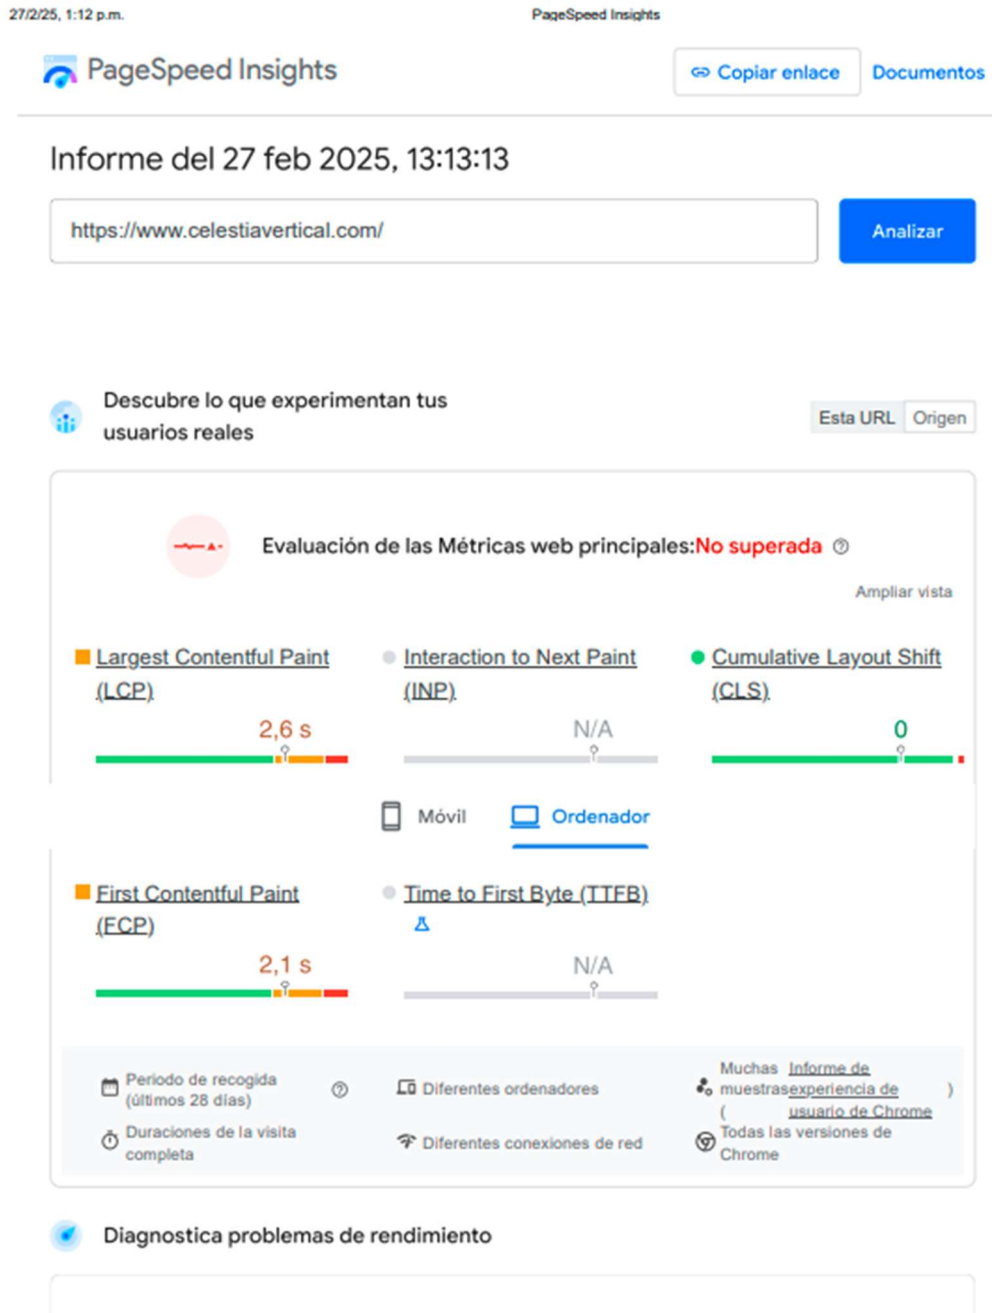 27/2/25, 1:12 p.m. PageSpeed Insights
PageSpeed Insights
Copiar enlace Documentos
Informe del 27 feb 2025, 13:13:13
https://www.celestiavertical.com/ Analizar
Descubre lo que experimentan tus
usuarios reales
Esta URL Origen
Evaluación de las Métricas web principales:No superada
Ampliar vista
Largest Contentful Paint
(LCP)
2,6 s
Interaction to Next Paint
(INP)
N/A
Cumulative Layout Shift
(CLS)
0
Móvil Ordenador
First Contentful Paint
(FCP)
2,1 s
Time to First Byte (TTFB)
N/A
Periodo de recogida
(últimos 28 días)
Diferentes ordenadores
Muchas Informe de
muestras experiencia de )
( usuario de Chrome
Duraciones de la visita
completa
Diferentes conexiones de red
Todas las versiones de
Chrome
Diagnostica problemas de rendimiento